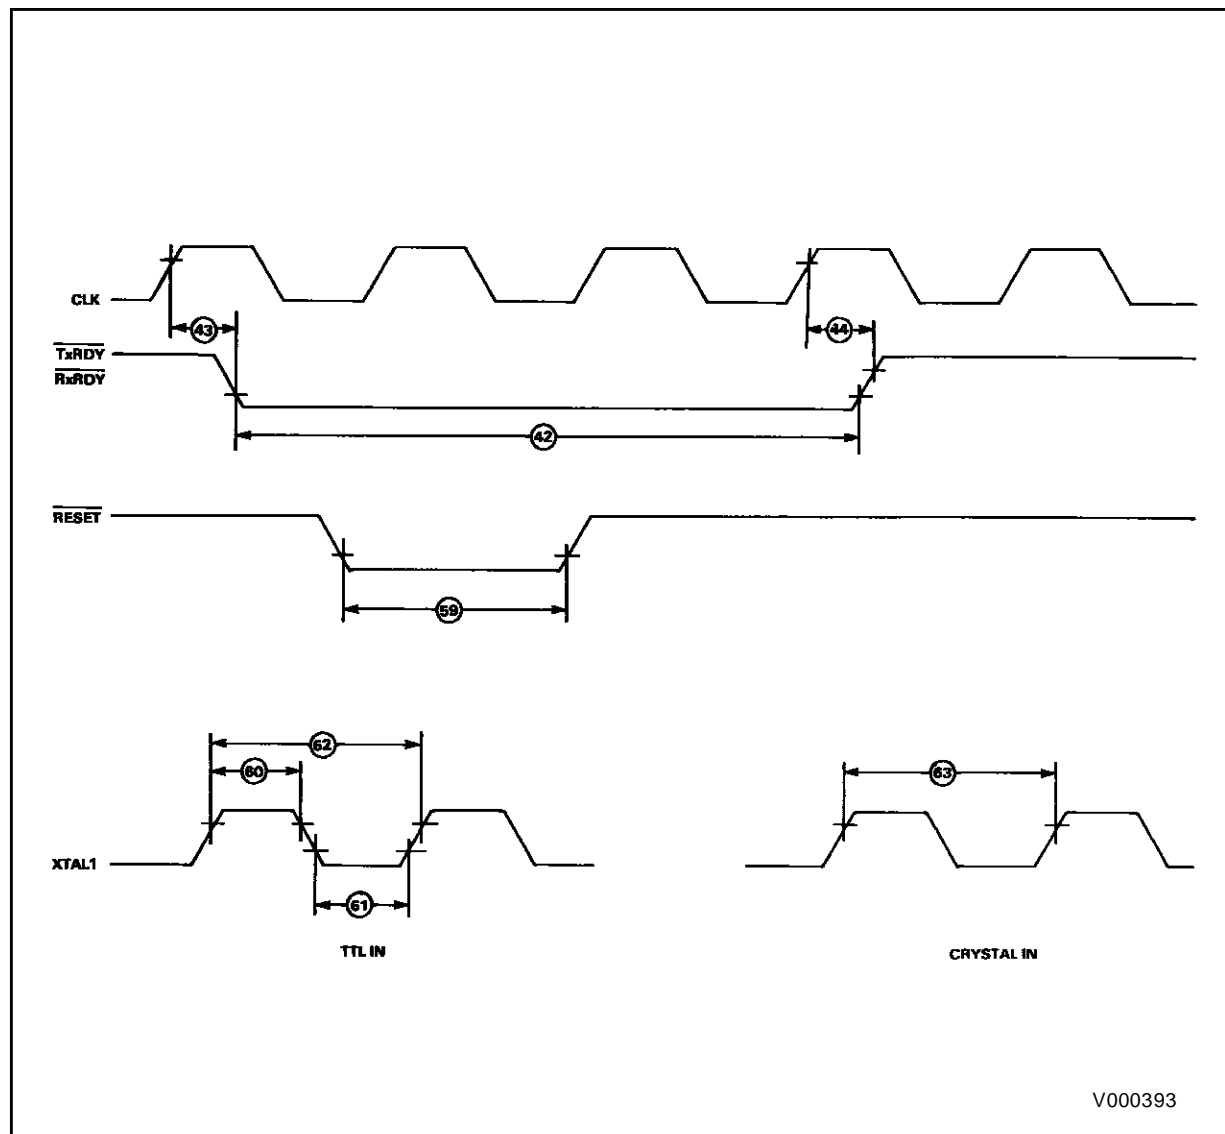 CLK
43
44
TxRDY
RxRDY
42
RESET
59
62
60
63
XTAL1
61
TTL IN
CRYSTAL IN
V000393